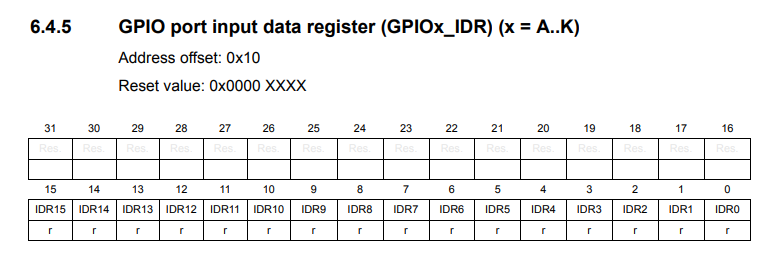 6.4.5 GPIO port input data register (GPIOx_IDR) (x = A..K)
Address offset: 0x10
Reset value: 0x0000 XXXX
31 30 29 28 27 26 25 24 23 22 21 20 19 18 17 16
Res. Res. Res. Res. Res. Res. Res. Res. Res. Res. Res. Res. Res. Res. Res. Res.
15 14 13 12 11 10 9 8 7 6 5 4 3 2 1 0
IDR15 IDR14 IDR13 IDR12 IDR11 IDR10 IDR9 IDR8 IDR7 IDR6 IDR5 IDR4 IDR3 IDR2 IDR1 IDR0
r r r r r r r r r r r r r r r r